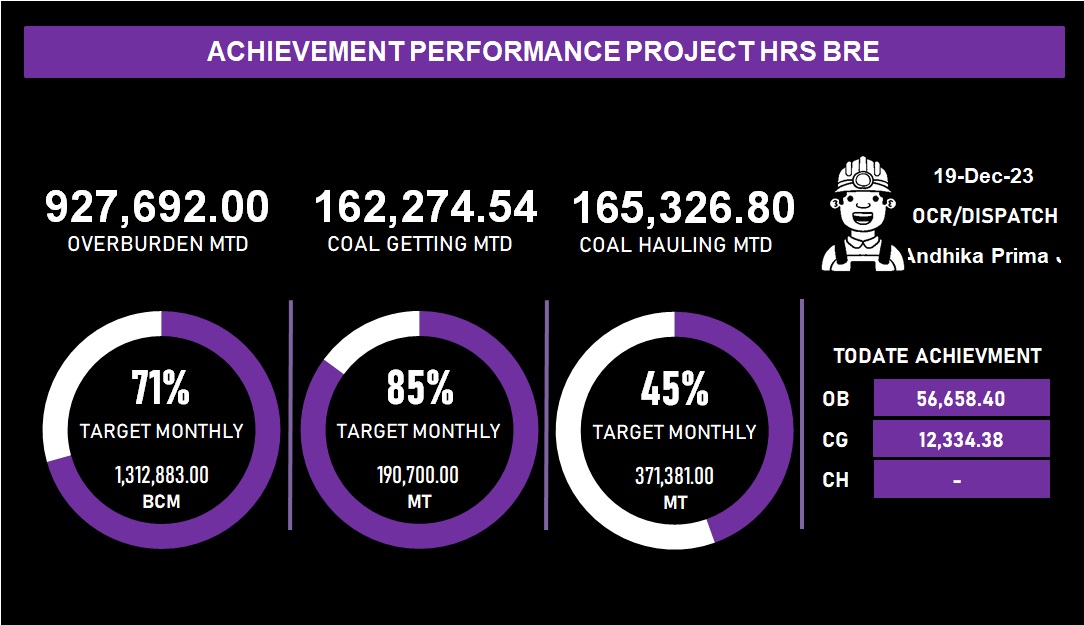 ACHIEVEMENT PERFORMANCE PROJECT HRS BRE
927,692.00
OVERBURDEN MTD
162,274.54
COAL GETTING MTD
165,326.80
COAL HAULING MTD
19-Dec-23
OCR/DISPATCH
Andhika Prima
71%
TARGET MONTHLY
1,312,883.00
BCM
85%
TARGET MONTHLY
190,700.00
MT
45%
TARGET MONTHLY
371,381.00
MT
TODATE ACHIEVMENT
OB 56,658.40
CG 12,334.38
CH -